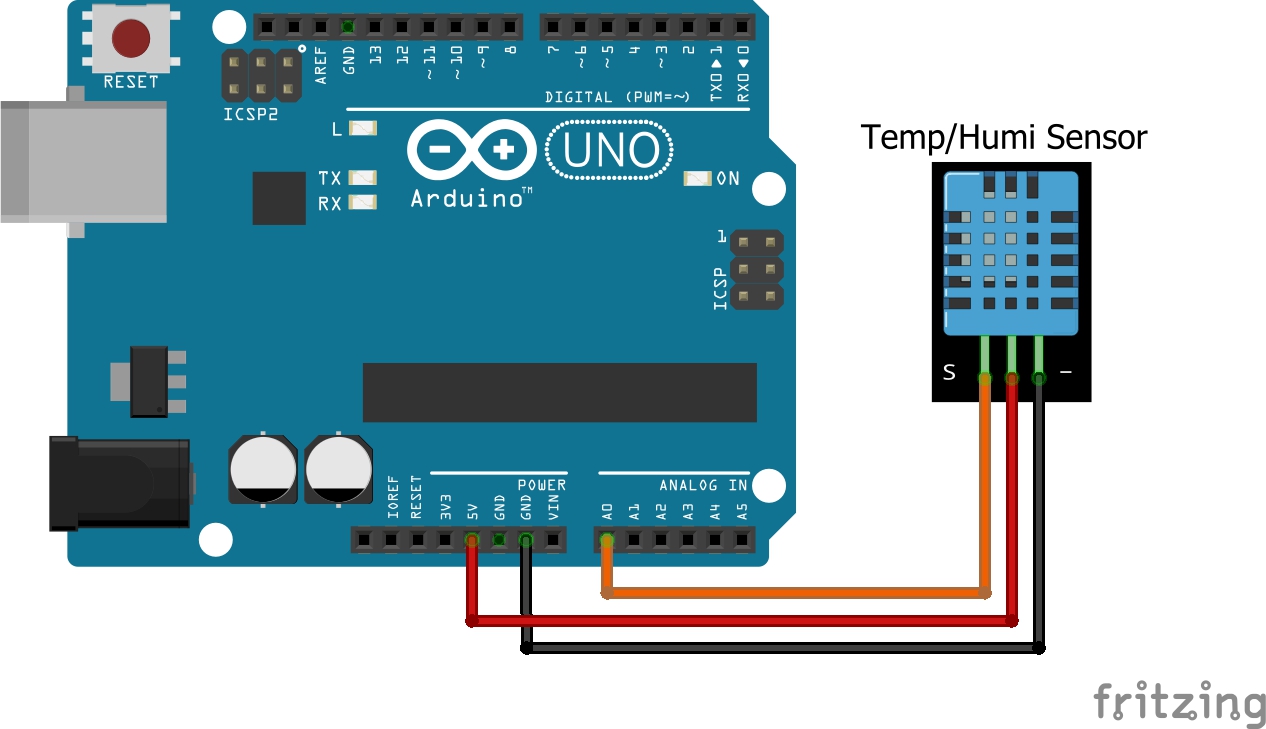 RESET
ICSP2
AREF
GND
13
12
~11
~10
~9
8
7
~6
~5
4
~3
2
TX0▶1
RX0◀0
DIGITAL (PWM=~)
L
TX
RX
Arduino™
UNO
ON
1
ICSP
Temp/Humi Sensor
S
−
POWER
ANALOG IN
IOREF
RESET
3V3
5V
GND
GND
VIN
A0
A1
A2
A3
A4
A5
fritzing